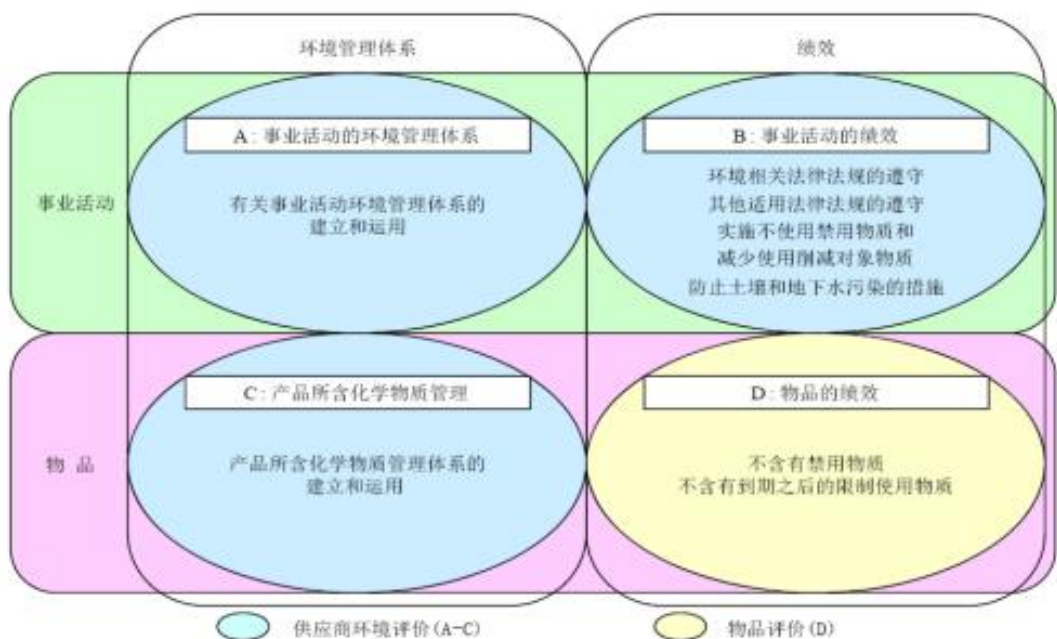 环境管理体系
绩效
事业活动
A：事业活动的环境管理体系
有关事业活动环境管理体系的
建立和运用
B：事业活动的绩效
环境相关法律法规的遵守
其他适用法律法规的遵守
实施不使用禁用物质和
减少使用削减对象物质
防止土壤和地下水污染的措施
物 品
C：产品所含化学物质管理
产品所含化学物质管理体系的
建立和运用
D：物品的绩效
不含有禁用物质
不含有到期之后的限制使用物质
供应商环境评价(A-C)
物品评价(D)